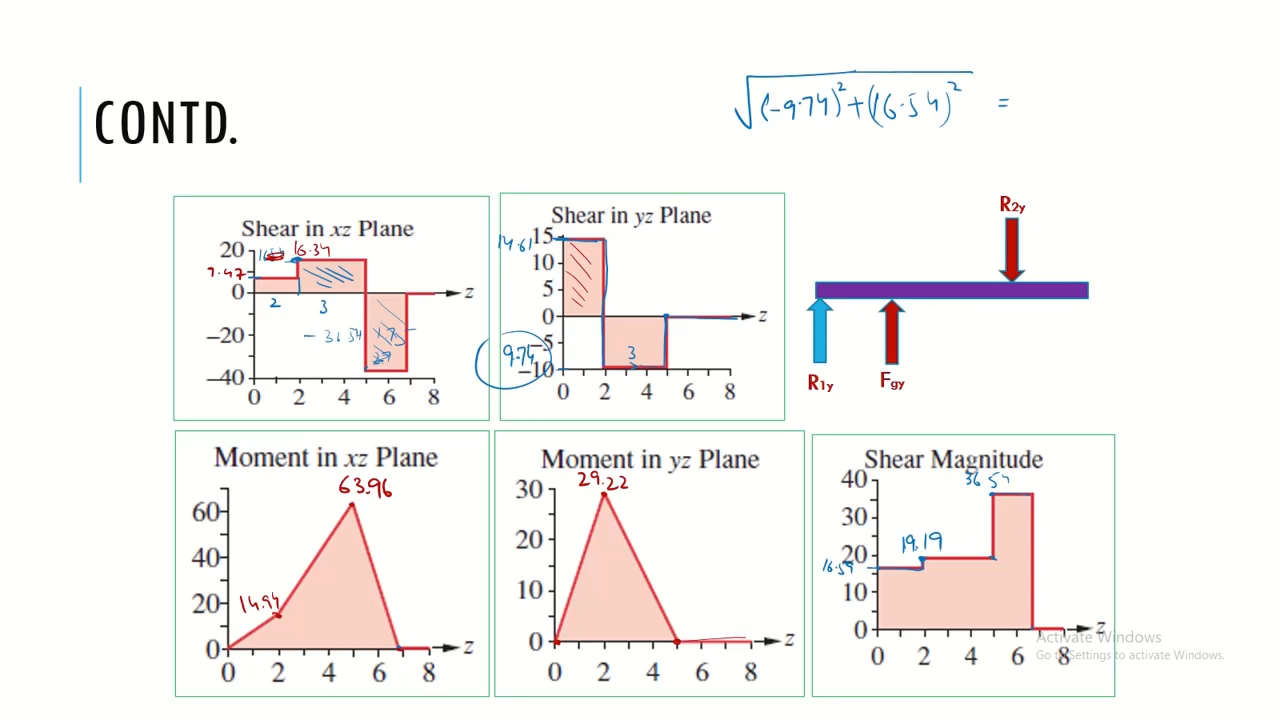 CONTD.
√(-9.74)²+(16.54)² =
Shear in xz Plane
16.34
7.47
20
0
−20
−40
0 2 4 6 8
z
2
3
- 36.54
Shear in yz Plane
14.61
15
10
5
0
−5
−10
9.74
3
0 2 4 6 8
z
R2y
R1y
Fgy
Moment in xz Plane
63.96
14.94
60
40
20
0
0 2 4 6 8
z
Moment in yz Plane
29.22
30
20
10
0
0 2 4 6 8
z
Shear Magnitude
36.54
19.19
16.59
40
30
20
10
0
0 2 4 6 8
z
Activate Windows
Go to Settings to activate Windows.